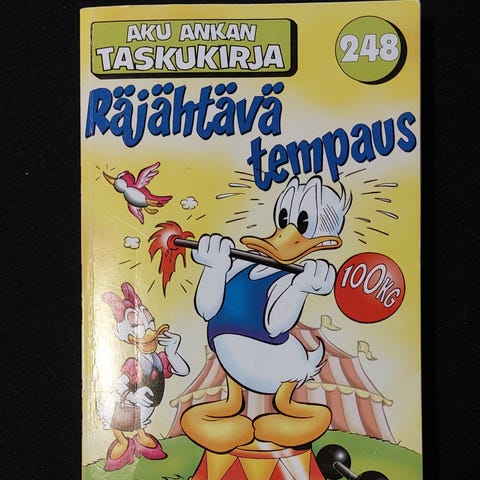 AKU ANKAN
TASKUKIRJA
248
Räjähtävä
tempaus
100KG